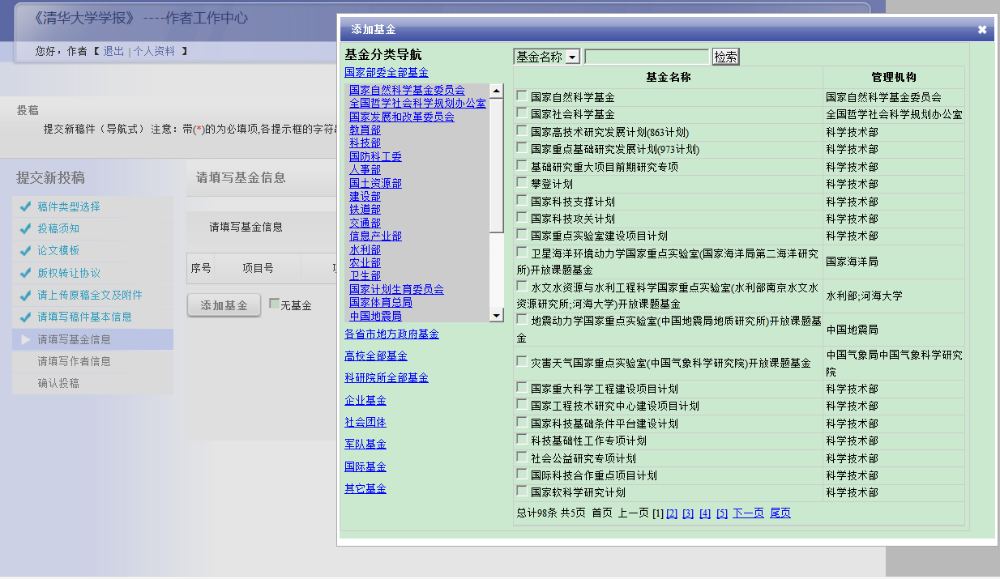 《清华大学学报》 ----作者工作中心
您好，作者 【 退出 | 个人资料 】
投稿
提交新稿件（导航式）注意：带(*)的为必填项,各提示框的字符
提交新投稿
稿件类型选择
投稿须知
论文模板
版权转让协议
请上传原稿全文及附件
请填写稿件基本信息
请填写基金信息
请填写作者信息
确认投稿
请填写基金信息
请填写基金信息
序号 项目号
添加基金 无基金
添加基金
基金分类导航
国家部委全部基金
国家自然科学基金委员会
全国哲学社会科学规划办公室
国家发展和改革委员会
教育部
科技部
国防科工委
人事部
国土资源部
建设部
铁道部
交通部
信息产业部
水利部
农业部
卫生部
国家计划生育委员会
国家体育总局
中国地震局
各省市地方政府基金
高校全部基金
科研院所全部基金
企业基金
社会团体
军队基金
国际基金
其它基金
基金名称 检索
基金名称 管理机构
国家自然科学基金 国家自然科学基金委员会
国家社会科学基金 全国哲学社会科学规划办公室
国家高技术研究发展计划(863计划) 科学技术部
国家重点基础研究发展计划(973计划) 科学技术部
基础研究重大项目前期研究专项 科学技术部
攀登计划 科学技术部
国家科技支撑计划 科学技术部
国家科技攻关计划 科学技术部
国家重点实验室建设项目计划 科学技术部
卫星海洋环境动力学国家重点实验室(国家海洋局第二海洋研究
所)开放课题基金 国家海洋局
水文水资源与水利工程科学国家重点实验室(水利部南京水文水
资源研究所;河海大学)开放课题基金 水利部;河海大学
地震动力学国家重点实验室(中国地震局地质研究所)开放课题基
金 中国地震局
灾害天气国家重点实验室(中国气象科学研究院)开放课题基金 中国气象局中国气象科学研究
院
国家重大科学工程建设项目计划 科学技术部
国家工程技术研究中心建设项目计划 科学技术部
国家科技基础条件平台建设计划 科学技术部
科技基础性工作专项计划 科学技术部
社会公益研究专项计划 科学技术部
国际科技合作重点项目计划 科学技术部
国家软科学研究计划 科学技术部
总计98条 共5页 首页 上一页 [1] [2] [3] [4] [5] 下一页 尾页